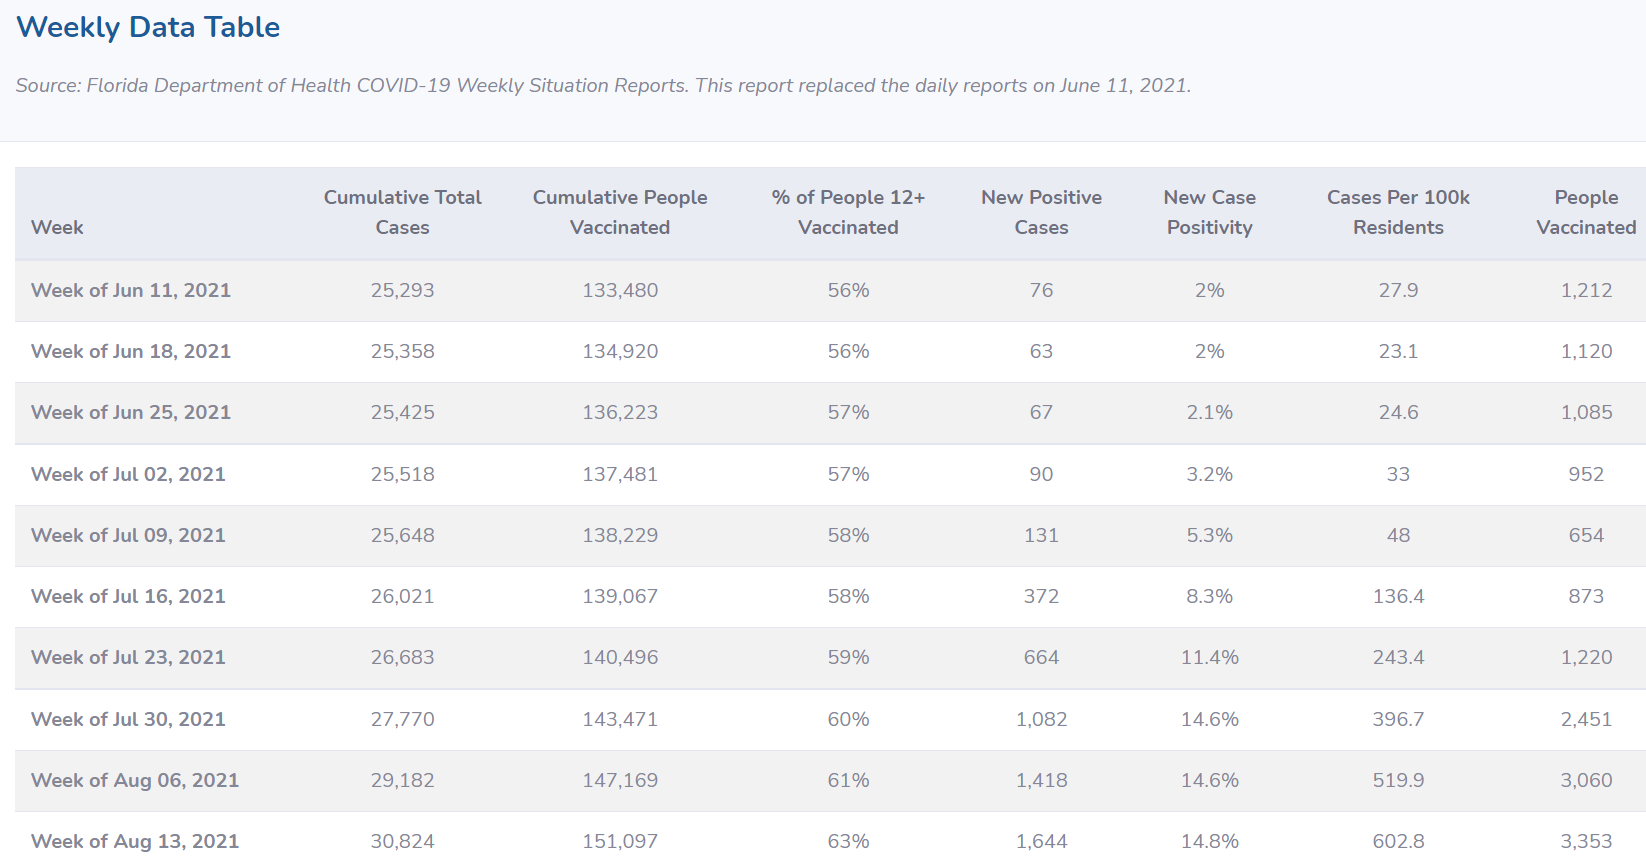 Weekly Data Table
Source: Florida Department of Health COVID-19 Weekly Situation Reports. This report replaced the daily reports on June 11, 2021.
Cumulative Total Cumulative People % of People 12+ New Positive New Case Cases Per 100k People
Week Cases Vaccinated Vaccinated Cases Positivity Residents Vaccinated
Week of Jun 11, 2021 25,293 133,480 56% 76 2% 27.9 1,212
Week of Jun 18, 2021 25,358 134,920 56% 63 2% 23.1 1,120
Week of Jun 25, 2021 25,425 136,223 57% 67 2.1% 24.6 1,085
Week of Jul 02, 2021 25,518 137,481 57% 90 3.2% 33 952
Week of Jul 09, 2021 25,648 138,229 58% 131 5.3% 48 654
Week of Jul 16, 2021 26,021 139,067 58% 372 8.3% 136.4 873
Week of Jul 23, 2021 26,683 140,496 59% 664 11.4% 243.4 1,220
Week of Jul 30, 2021 27,770 143,471 60% 1,082 14.6% 396.7 2,451
Week of Aug 06, 2021 29,182 147,169 61% 1,418 14.6% 519.9 3,060
Week of Aug 13, 2021 30,824 151,097 63% 1,644 14.8% 602.8 3,353